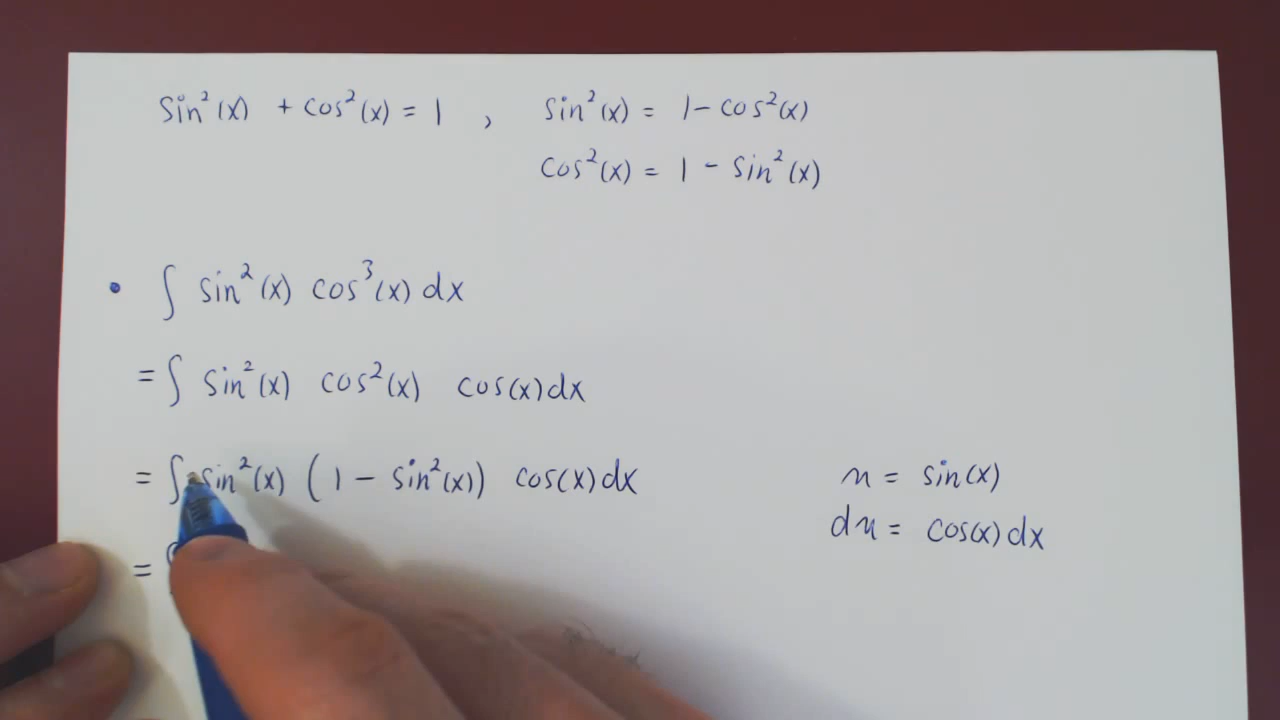 sin²(x) + cos²(x) = 1 , sin²(x) = 1 - cos²(x)
cos²(x) = 1 - sin²(x)
• ∫ sin²(x) cos³(x) dx
= ∫ sin²(x) cos²(x) cos(x) dx
= ∫ sin²(x) (1 - sin²(x)) cos(x) dx
u = sin(x)
du = cos(x) dx
=